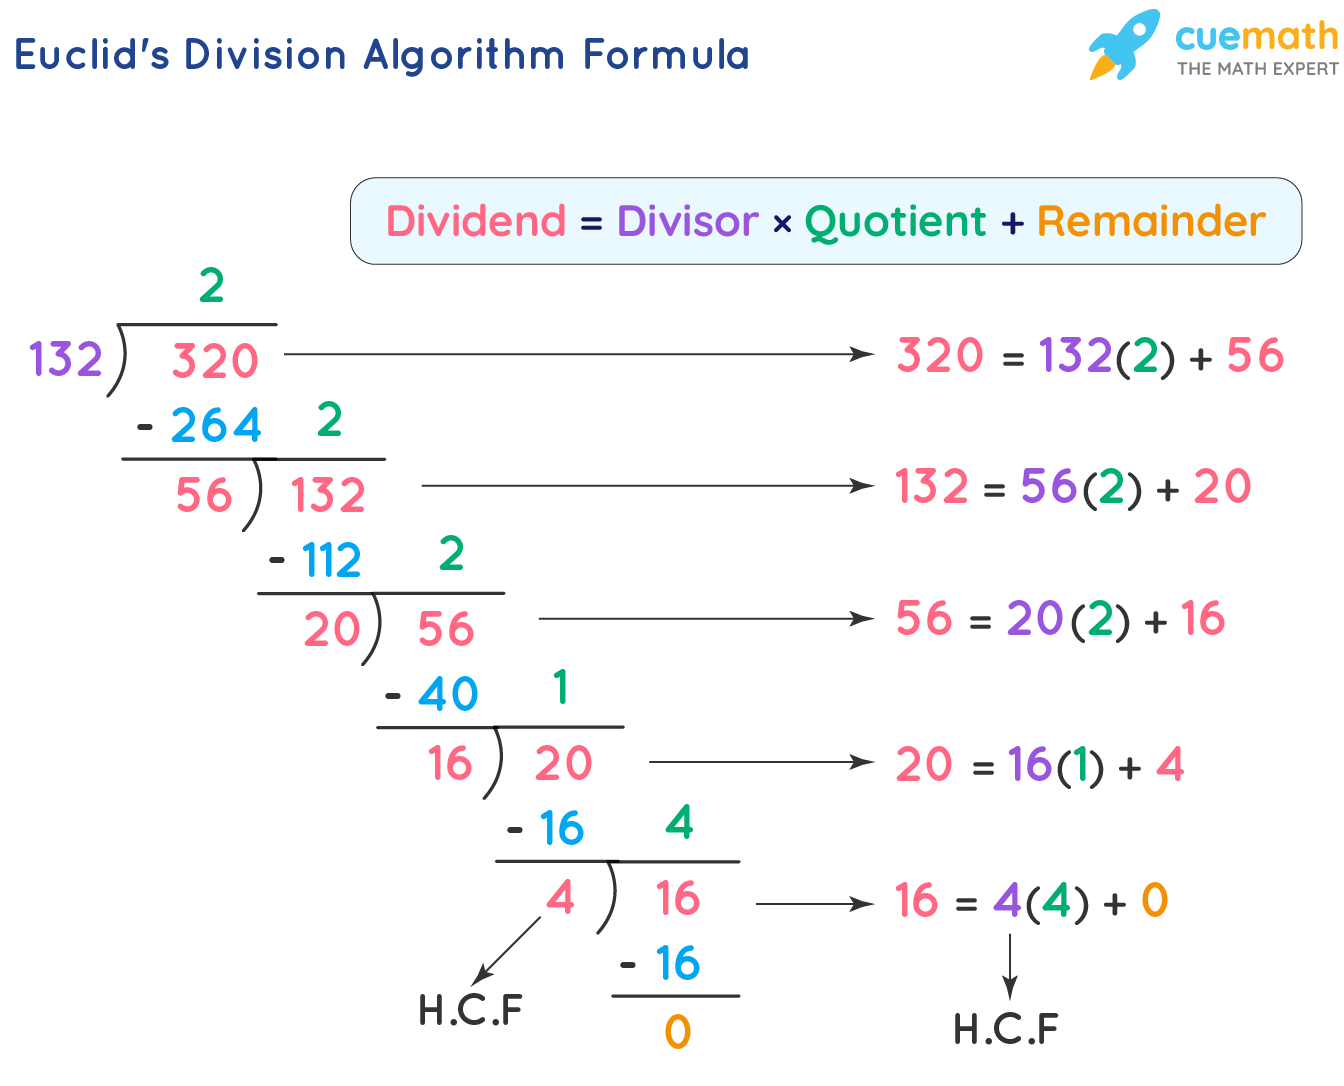 Euclid's Division Algorithm Formula
cuemath
THE MATH EXPERT
Dividend = Divisor × Quotient + Remainder
2
132 ) 320
320 = 132(2) + 56
- 264 2
56 ) 132
132 = 56(2) + 20
- 112 2
20 ) 56
56 = 20(2) + 16
- 40 1
16 ) 20
20 = 16(1) + 4
- 16 4
4 ) 16
16 = 4(4) + 0
- 16
H.C.F
0
H.C.F